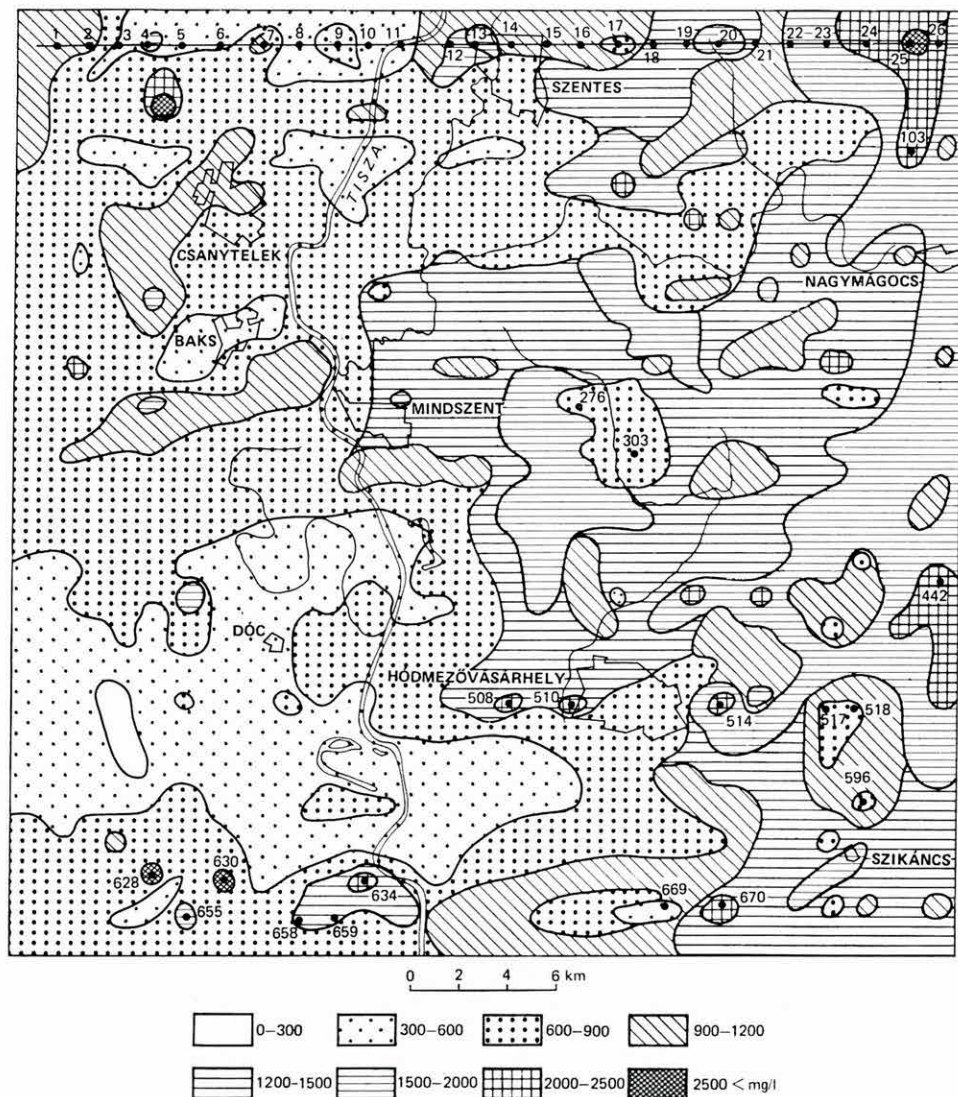 1 2 3 4 5 6 7 8 9 10 11 12 13 14 15 16 17 18 19 20 21 22-23 24 25 26
SZENTES
103
TISZA
CSANYTELEK
NAGYMÁGOCS
BAKS
MINDSZENT
276
303
442
DÓC
HÓDMEZŐVÁSÁRHELY
508 510
514
517 518
596
SZIKÁNCS
628 630
634
655
658 659
669 670
0 2 4 6 km
0-300 300-600 600-900 900-1200
1200-1500 1500-2000 2000-2500 2500 < mg/l